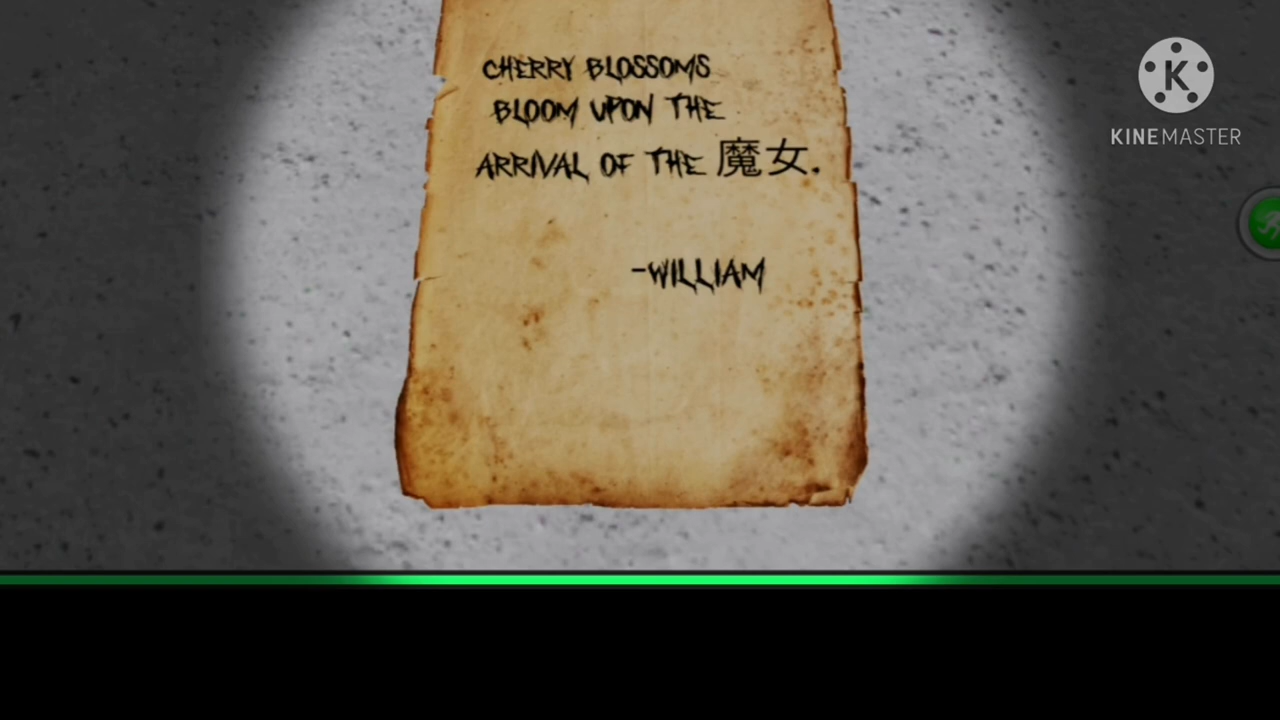 CHERRY BLOSSOMS
BLOOM UPON THE
ARRIVAL OF THE 魔女.
-WILLIAM
KINEMASTER